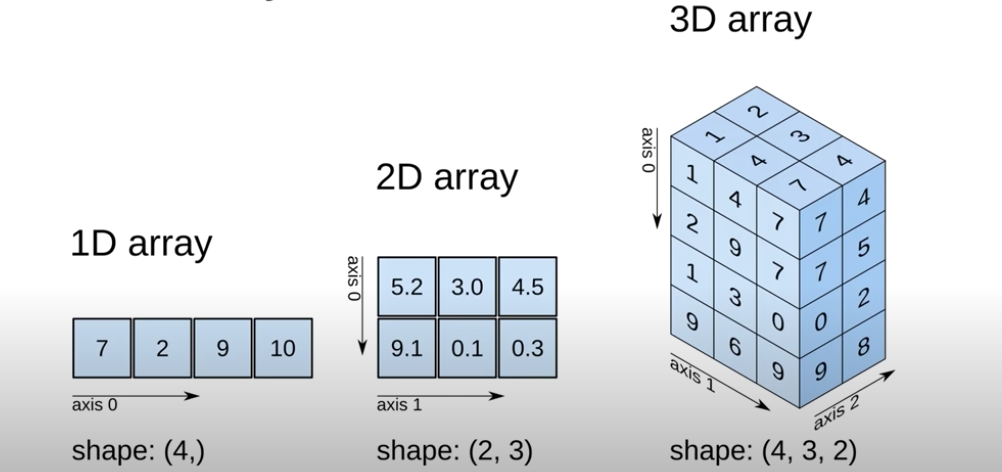 1D array
7 2 9 10
axis 0
shape: (4,)
2D array
axis 0
5.2 3.0 4.5
9.1 0.1 0.3
axis 1
shape: (2, 3)
3D array
axis 0
2
1 3
4 4
7
1 4 7 7 4
2 9 7 7 5
1 3 0 0 2
9 6 9 9 8
axis 1
axis 2
shape: (4, 3, 2)